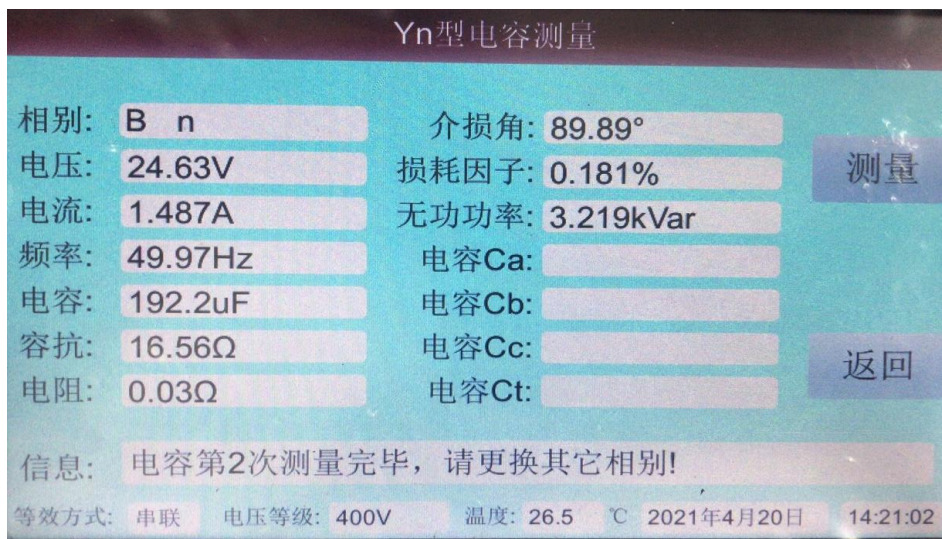 Yn型电容测量
相别: B n
电压: 24.63V
电流: 1.487A
频率: 49.97Hz
电容: 192.2uF
容抗: 16.56Ω
电阻: 0.03Ω
介损角: 89.89°
损耗因子: 0.181%
无功功率: 3.219kVar
电容Ca:
电容Cb:
电容Cc:
电容Ct:
测量
返回
信息: 电容第2次测量完毕，请更换其它相别!
等效方式: 串联 电压等级: 400V 温度: 26.5 ℃ 2021年4月20日 14:21:02